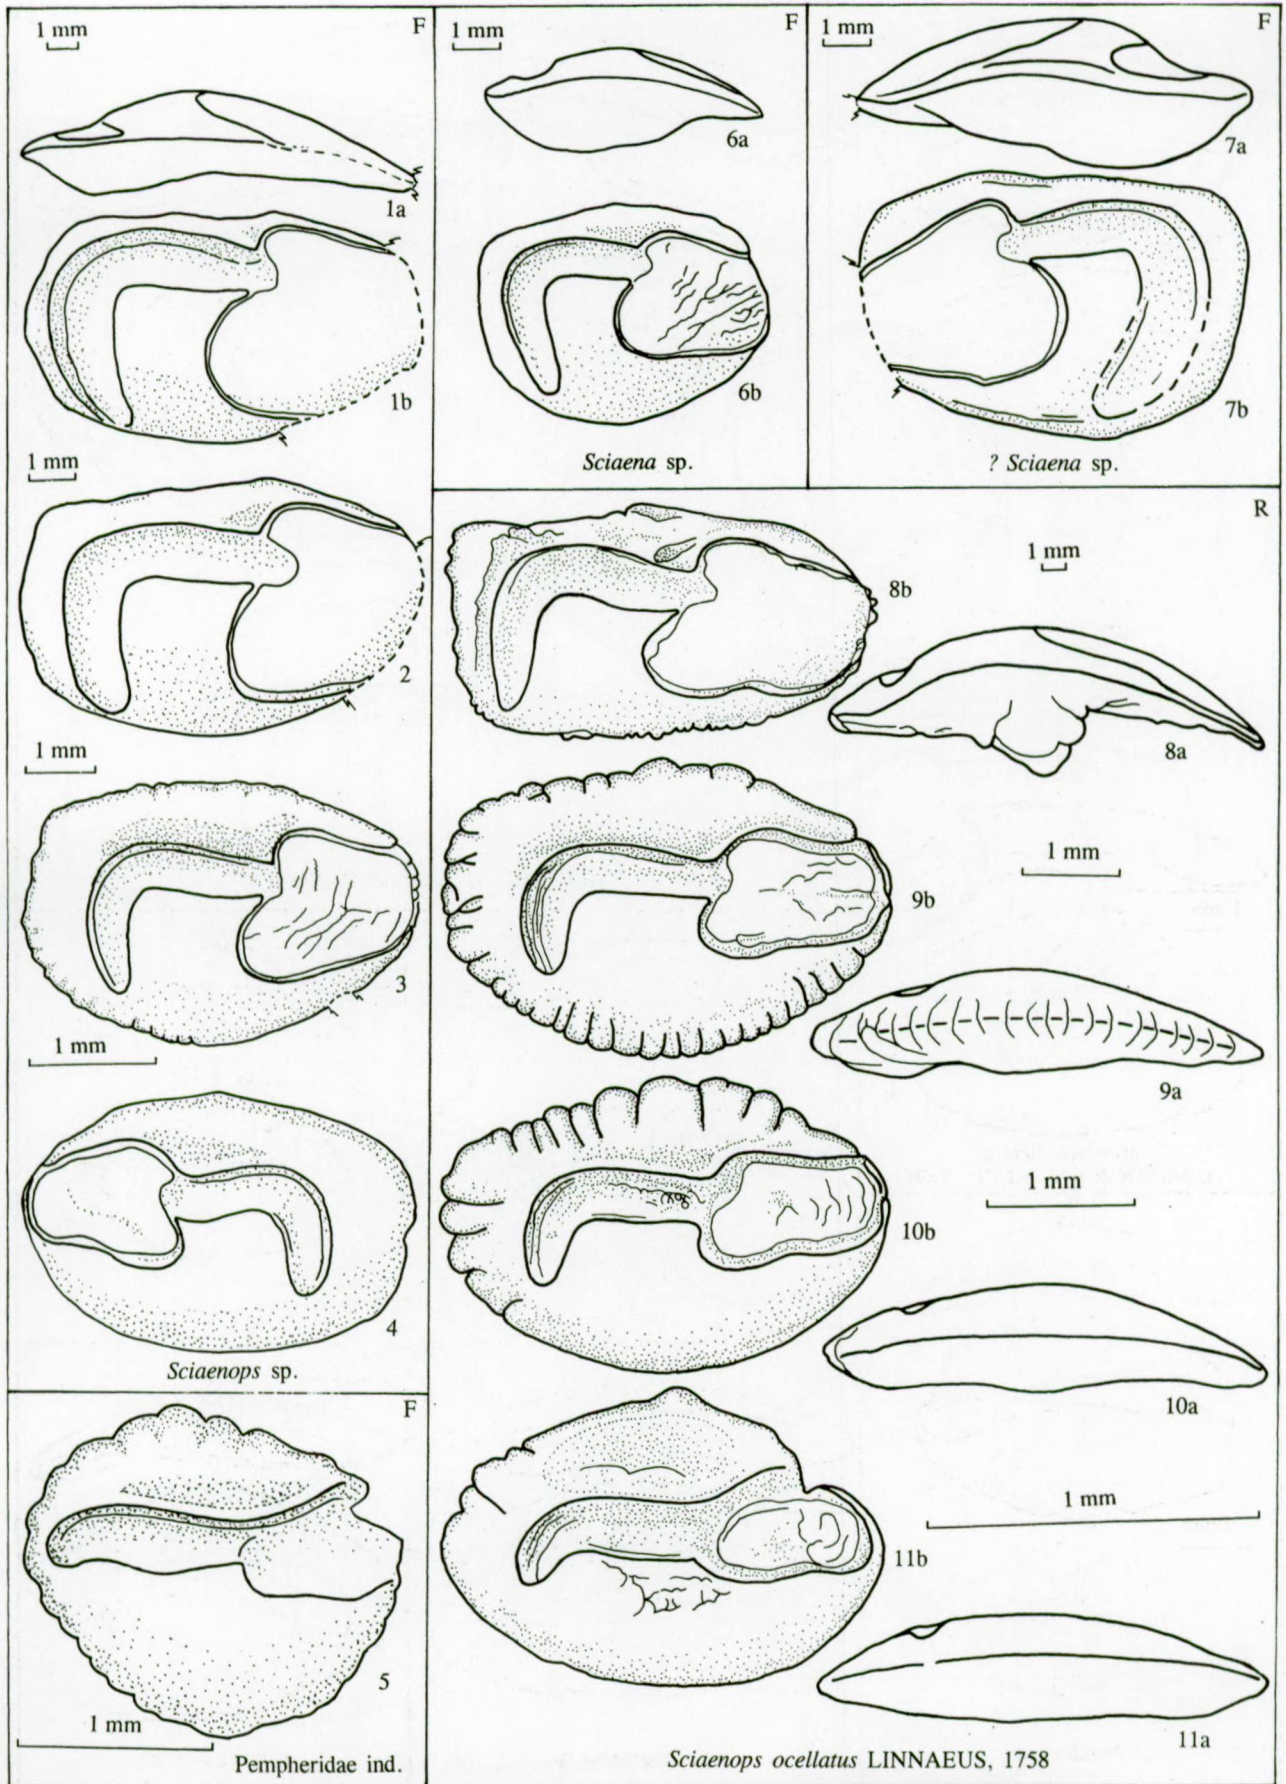 1 mm
F
1a
1b
1 mm
2
1 mm
3
1 mm
4
Sciaenops sp.
F
5
1 mm
Pempheridae ind.
1 mm
F
6a
6b
Sciaena sp.
1 mm
F
7a
7b
? Sciaena sp.
R
1 mm
8b
8a
1 mm
9b
9a
1 mm
10b
10a
1 mm
11b
11a
Sciaenops ocellatus LINNAEUS, 1758